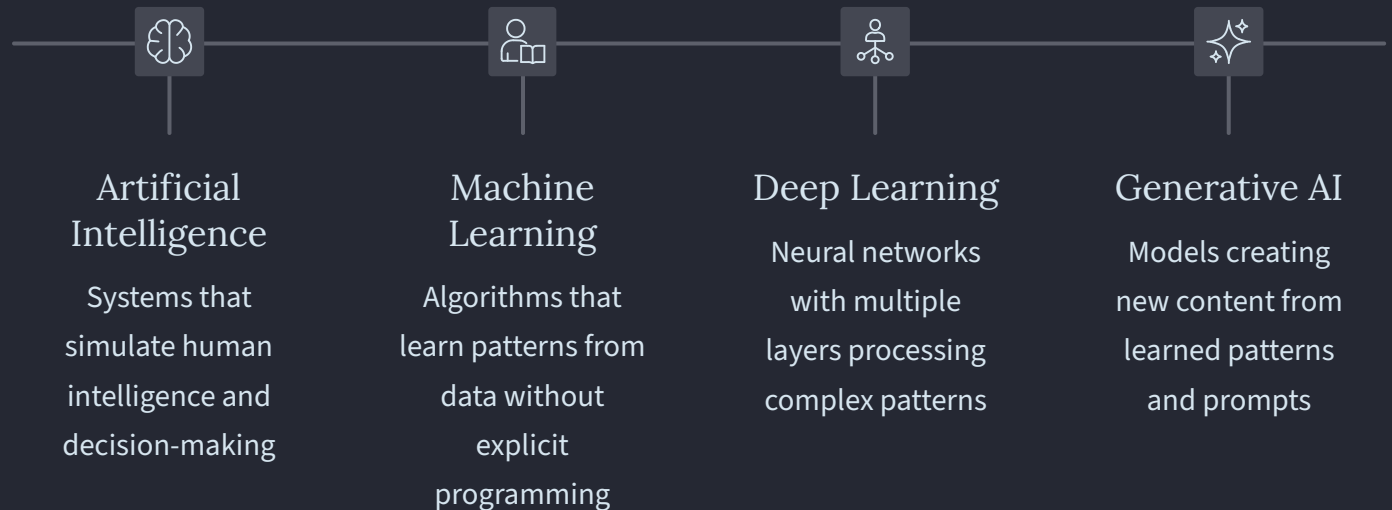 Artificial
Intelligence
Systems that
simulate human
intelligence and
decision-making
Machine
Learning
Algorithms that
learn patterns from
data without
explicit
programming
Deep Learning
Neural networks
with multiple
layers processing
complex patterns
Generative AI
Models creating
new content from
learned patterns
and prompts